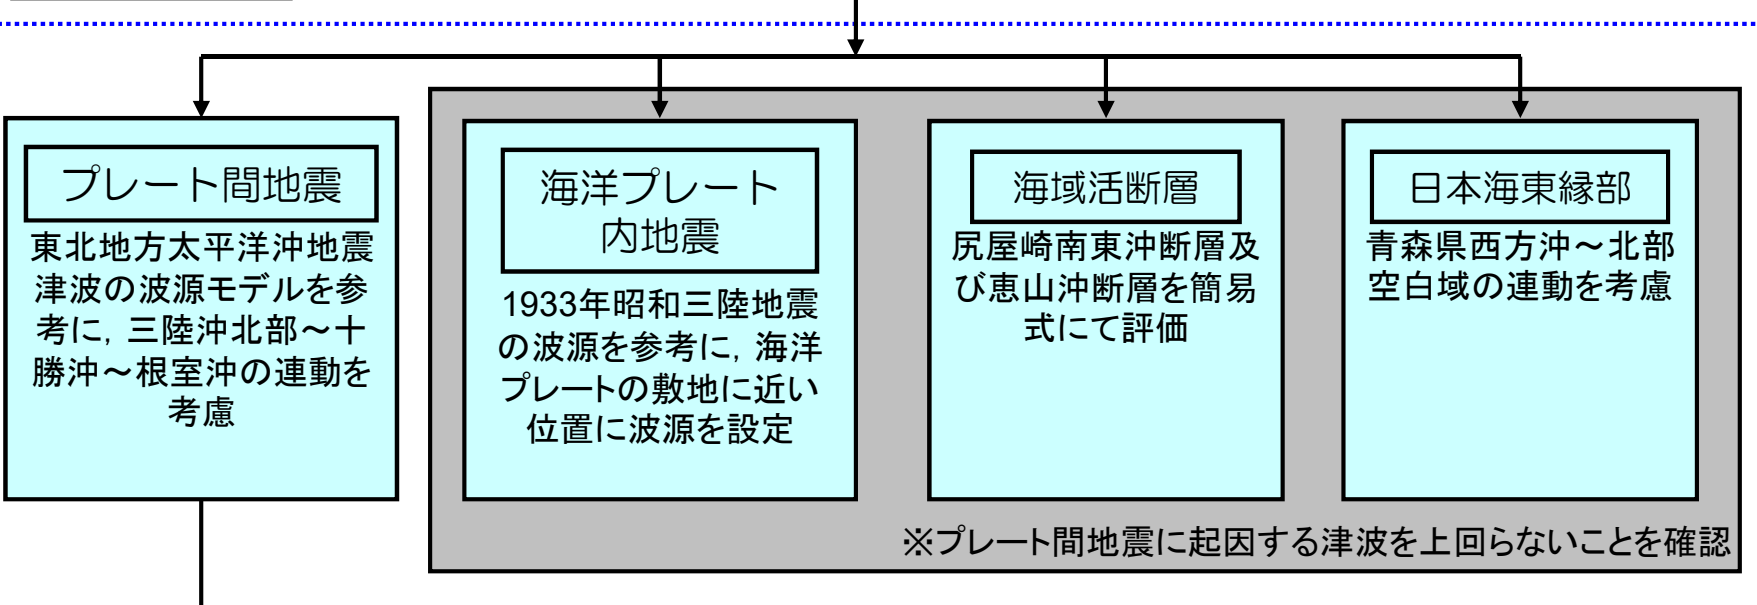 プレート間地震
東北地方太平洋沖地震
津波の波源モデルを参
考に，三陸沖北部～十
勝沖～根室沖の連動を
考慮
海洋プレート
内地震
1933年昭和三陸地震
の波源を参考に，海洋
プレートの敷地に近い
位置に波源を設定
海域活断層
尻屋崎南東沖断層及
び恵山沖断層を簡易
式にて評価
日本海東縁部
青森県西方沖～北部
空白域の連動を考慮
※プレート間地震に起因する津波を上回らないことを確認